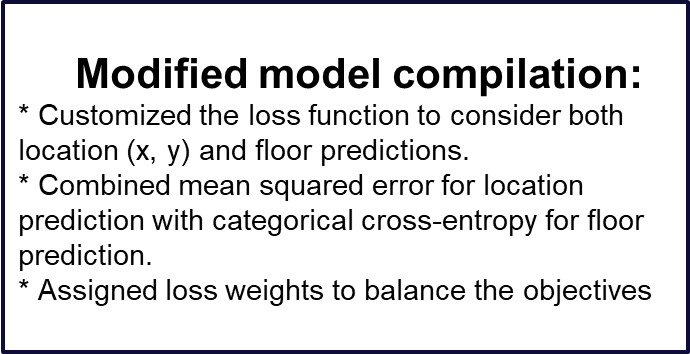 Modified model compilation:
* Customized the loss function to consider both
location (x, y) and floor predictions.
* Combined mean squared error for location
prediction with categorical cross-entropy for floor
prediction.
* Assigned loss weights to balance the objectives